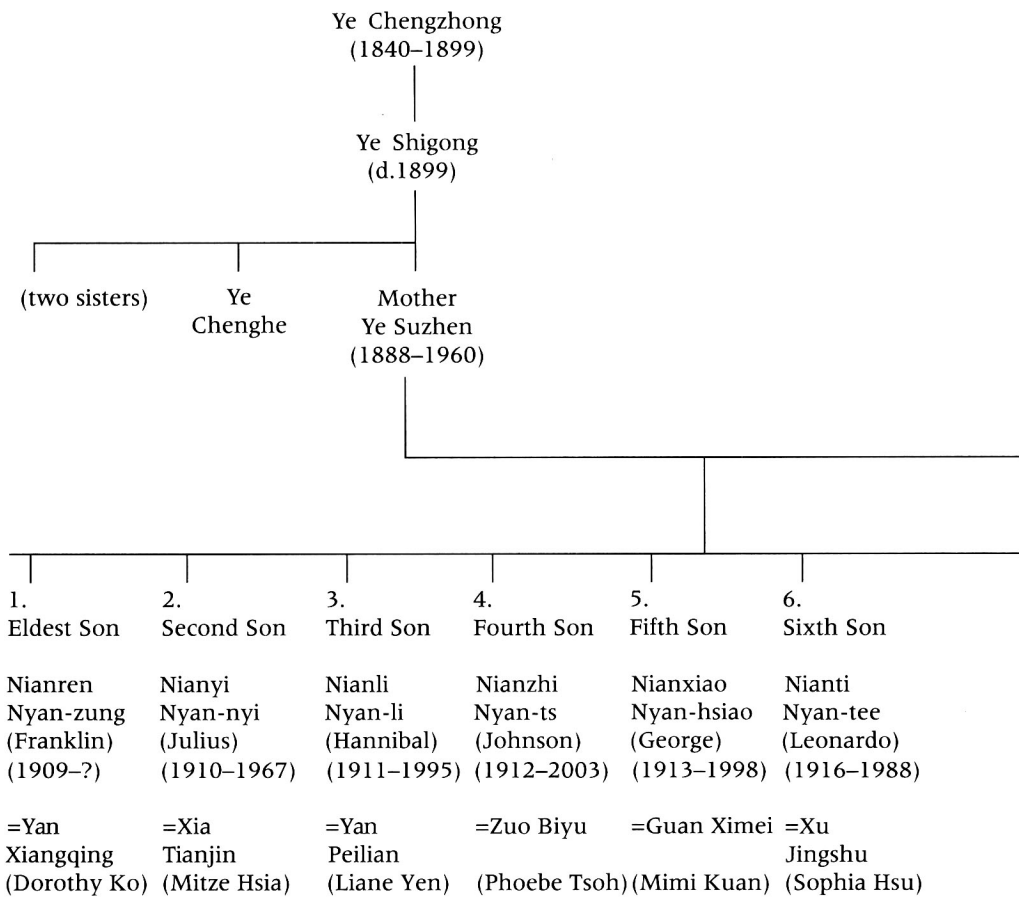 Ye Chengzhong
(1840–1899)
Ye Shigong
(d.1899)
(two sisters)
Ye
Chenghe
Mother
Ye Suzhen
(1888–1960)
1.
Eldest Son
Nianren
Nyan-zung
(Franklin)
(1909–?)
=Yan
Xiangqing
(Dorothy Ko)
2.
Second Son
Nianyi
Nyan-nyi
(Julius)
(1910–1967)
=Xia
Tianjin
(Mitze Hsia)
3.
Third Son
Nianli
Nyan-li
(Hannibal)
(1911–1995)
=Yan
Peilian
(Liane Yen)
4.
Fourth Son
Nianzhi
Nyan-ts
(Johnson)
(1912–2003)
=Zuo Biyu
(Phoebe Tsoh)
5.
Fifth Son
Nianxiao
Nyan-hsiao
(George)
(1913–1998)
=Guan Ximei
(Mimi Kuan)
6.
Sixth Son
Nianti
Nyan-tee
(Leonardo)
(1916–1988)
=Xu
Jingshu
(Sophia Hsu)